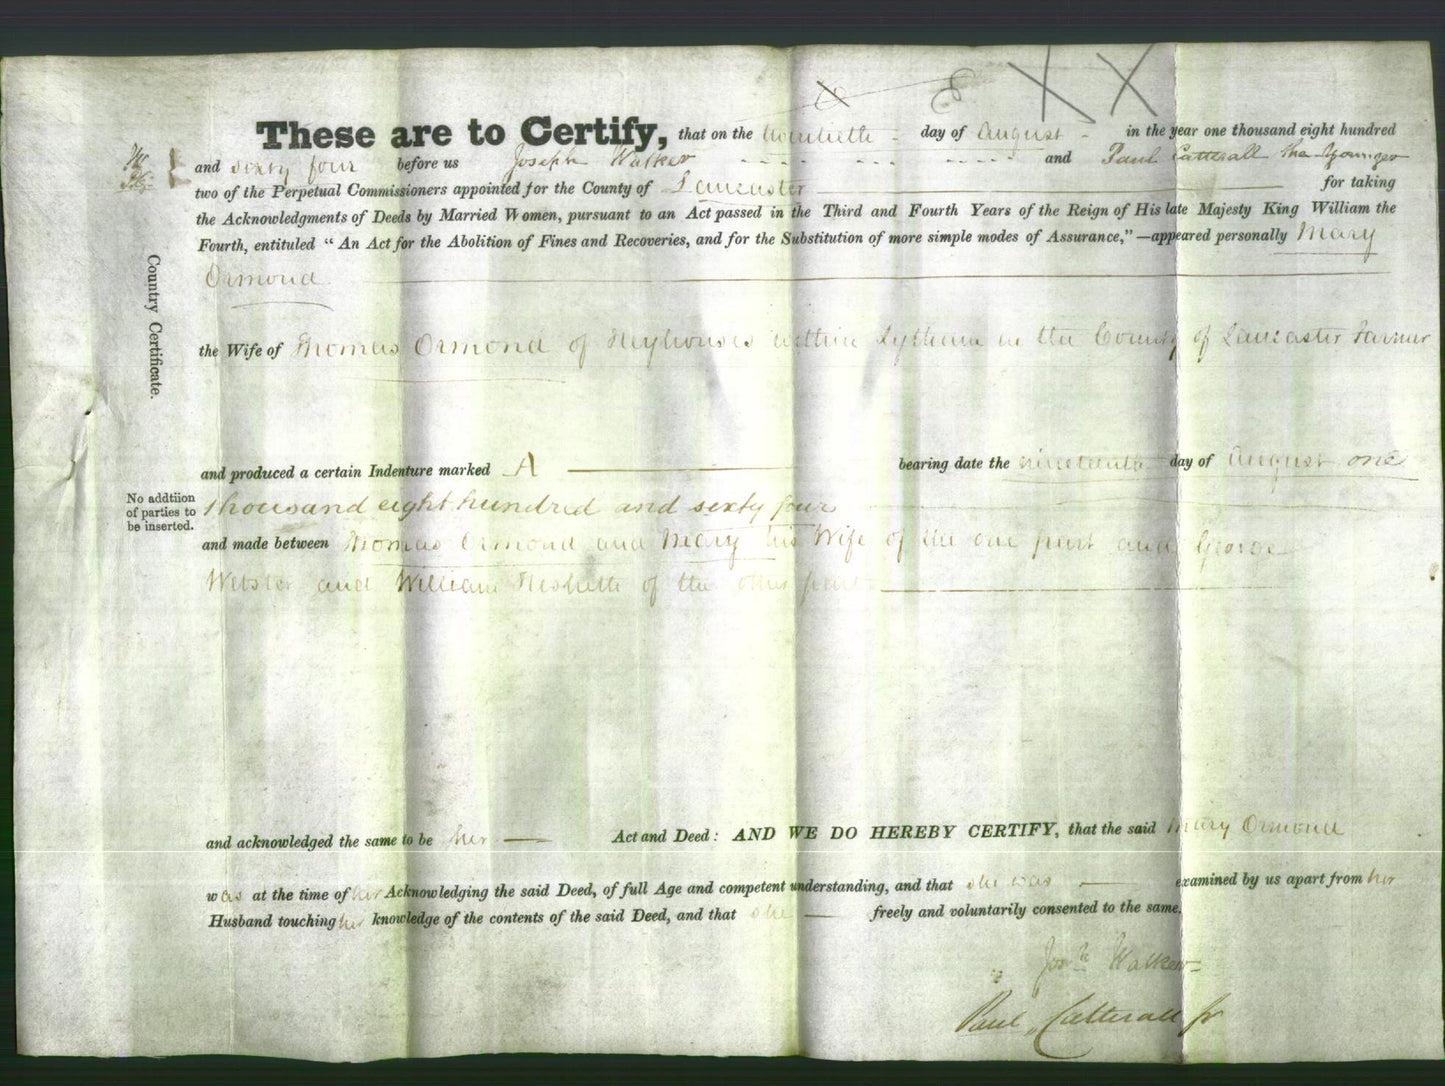 These are to Certify, that on the twentieth day of August in the year one thousand eight hundred
and sixty four before us Joseph Walker and Paul Catterall the Younger
two of the Perpetual Commissioners appointed for the County of Lancaster for taking
the Acknowledgments of Deeds by Married Women, pursuant to an Act passed in the Third and Fourth Years of the Reign of His late Majesty King William the
Fourth, entituled “ An Act for the Abolition of Fines and Recoveries, and for the Substitution of more simple modes of Assurance,” —appeared personally Mary
Ormond
Country Certificate.
the Wife of Thomas Ormond of Heyhouses within Lytham in the County of Lancaster Farmer
and produced a certain Indenture marked A bearing date the nineteenth day of August one
No addtiion
of parties to
be inserted.
thousand eight hundred and sixty four
and made between Thomas Ormond and Mary his Wife of the one part and George
and William of the other part
and acknowledged the same to be her Act and Deed : AND WE DO HEREBY CERTIFY, that the said Mary Ormond
was at the time of her Acknowledging the said Deed, of full Age and competent understanding, and that she was examined by us apart from her
Husband touching her knowledge of the contents of the said Deed, and that she freely and voluntarily consented to the same.
Josh Walker
Paul Catterall Jr